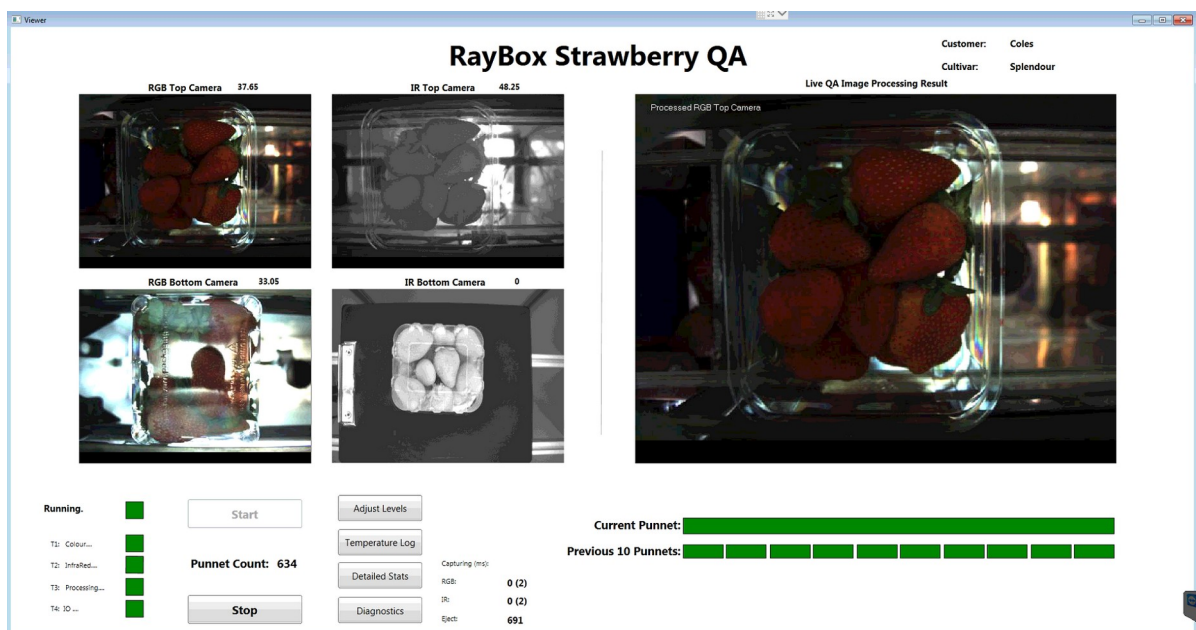 Viewer
RayBox Strawberry QA
Customer: Coles
Cultivar: Splendour
RGB Top Camera 37.65
IR Top Camera 48.25
Live QA Image Processing Result
Processed RGB Top Camera
RGB Bottom Camera 33.05
IR Bottom Camera 0
Running.
T1: Colour...
T2: InfraRed...
T3: Processing...
T4: IO ...
Start
Punnet Count: 634
Stop
Adjust Levels
Temperature Log
Detailed Stats
Diagnostics
Capturing (ms):
RGB: 0 (2)
IR: 0 (2)
Eject: 691
Current Punnet:
Previous 10 Punnets: